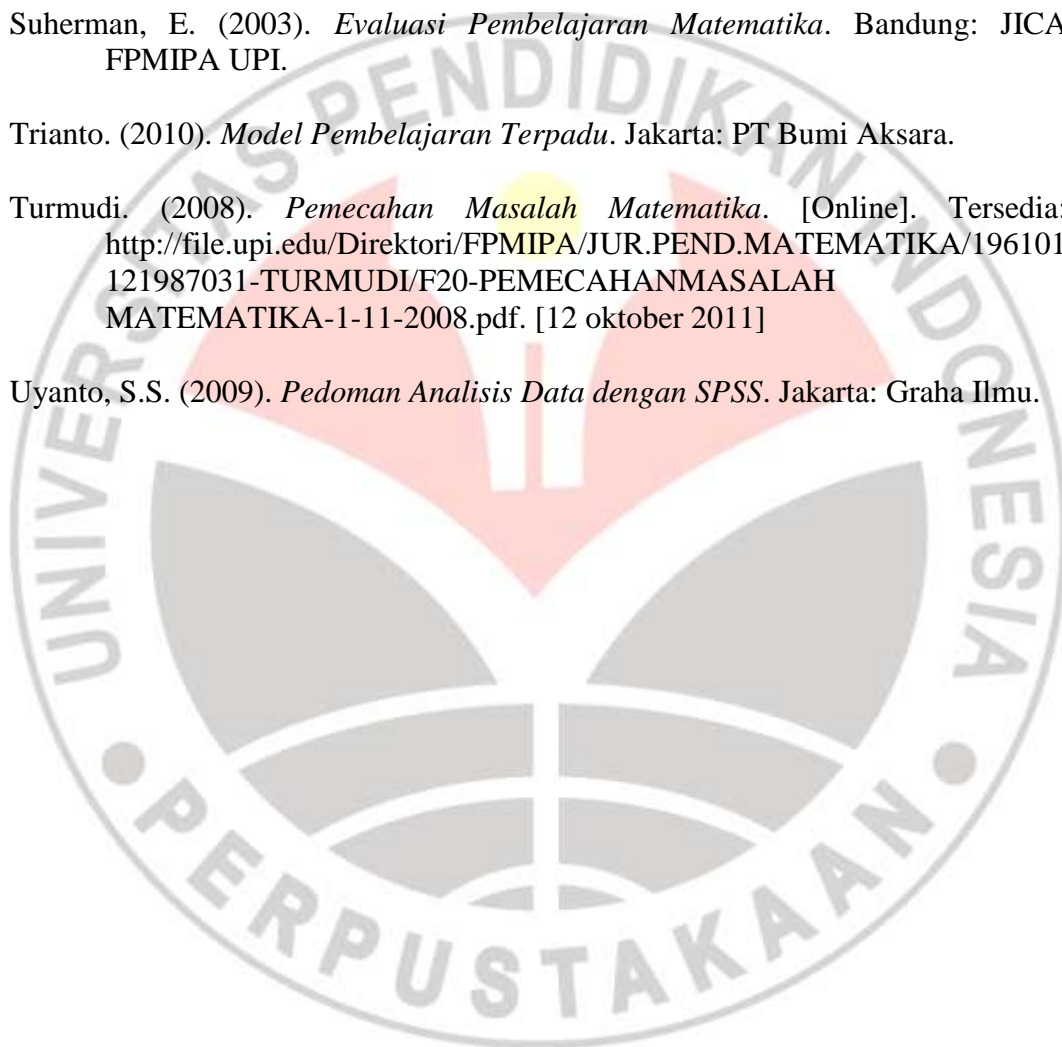 Suherman, E. (2003). Evaluasi Pembelajaran Matematika. Bandung: JICA
FPMIPA UPI.
Trianto. (2010). Model Pembelajaran Terpadu. Jakarta: PT Bumi Aksara.
Turmudi. (2008). Pemecahan Masalah Matematika. [Online]. Tersedia:
http://file.upi.edu/Direktori/FPMIPA/JUR.PEND.MATEMATIKA/196101
121987031-TURMUDI/F20-PEMECAHANMASALAH
MATEMATIKA-1-11-2008.pdf. [12 oktober 2011]
Uyanto, S.S. (2009). Pedoman Analisis Data dengan SPSS. Jakarta: Graha Ilmu.
UNIVERSITAS PENDIDIKAN INDONESIA
PERPUSTAKAAN